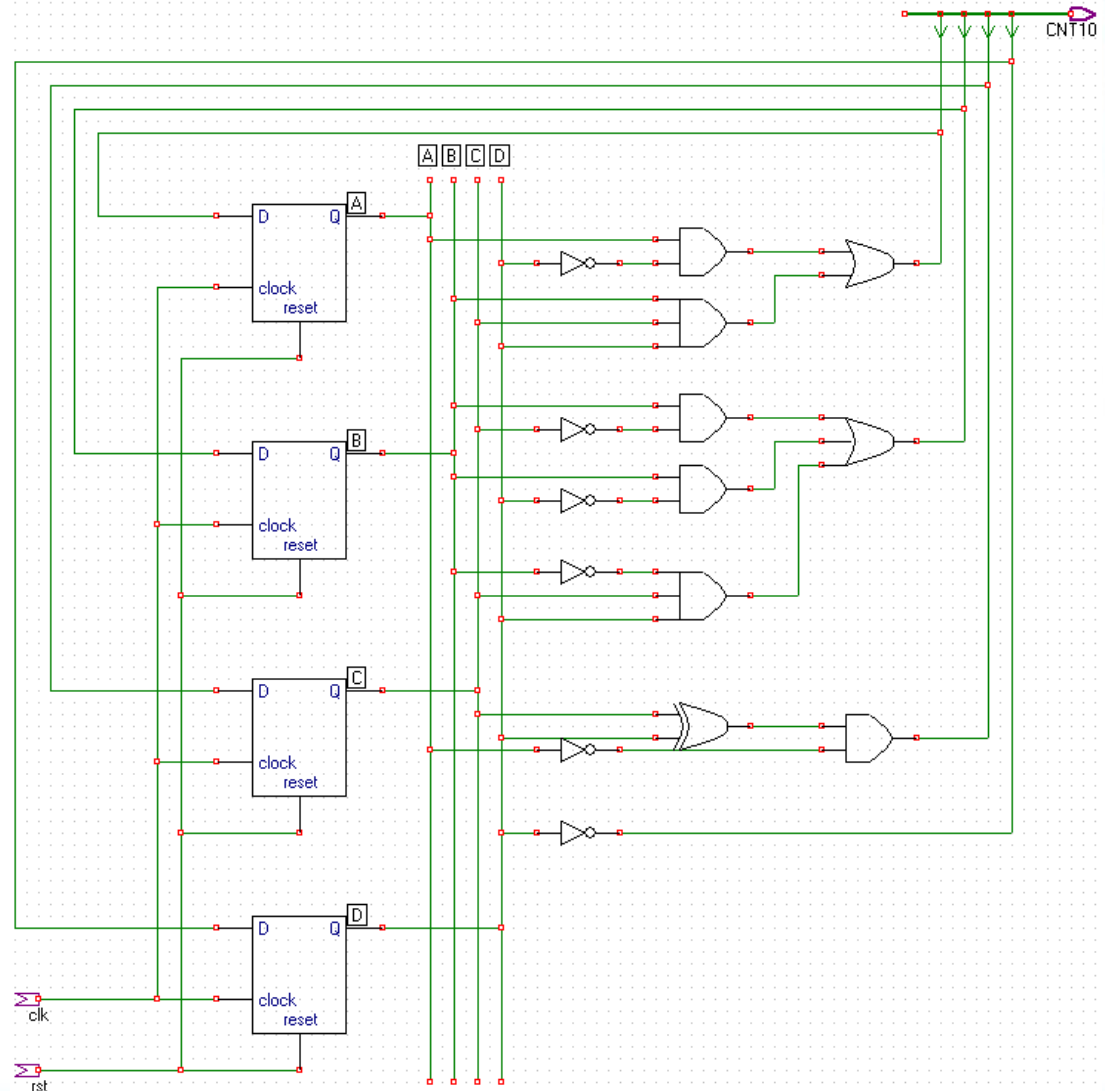 CNT10
A B C D
A
D Q
clock
reset
B
D Q
clock
reset
C
D Q
clock
reset
D
D Q
clock
reset
clk
rst